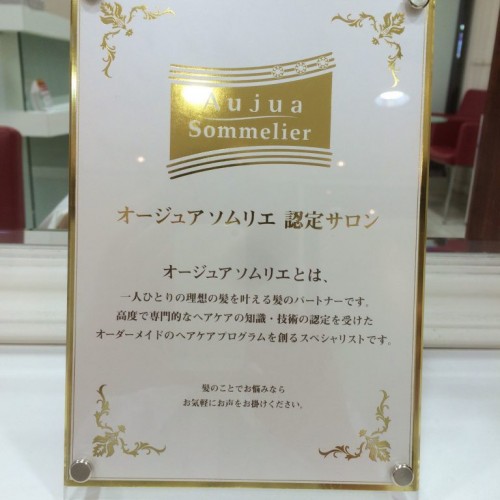 Aujua
Sommelier
オージュア ソムリエ 認定サロン
オージュア ソムリエとは、
一人ひとりの理想の髪を叶える髪のパートナーです。
高度で専門的なヘアケアの知識・技術の認定を受けた
オーダーメイドのヘアケアプログラムを創るスペシャリストです。
髪のことでお悩みなら
お気軽にお声をお掛けください。